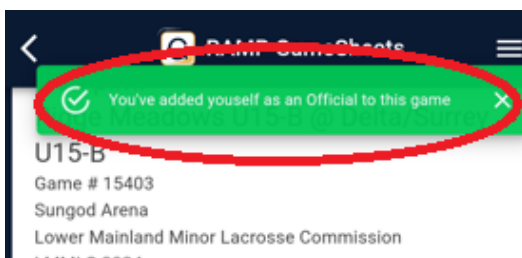 RAMP GameSheets
You've added youself as an Official to this game
Ridge Meadows U15-B @ Delta/Surrey
U15-B
Game # 15403
Sungod Arena
Lower Mainland Minor Lacrosse Commission